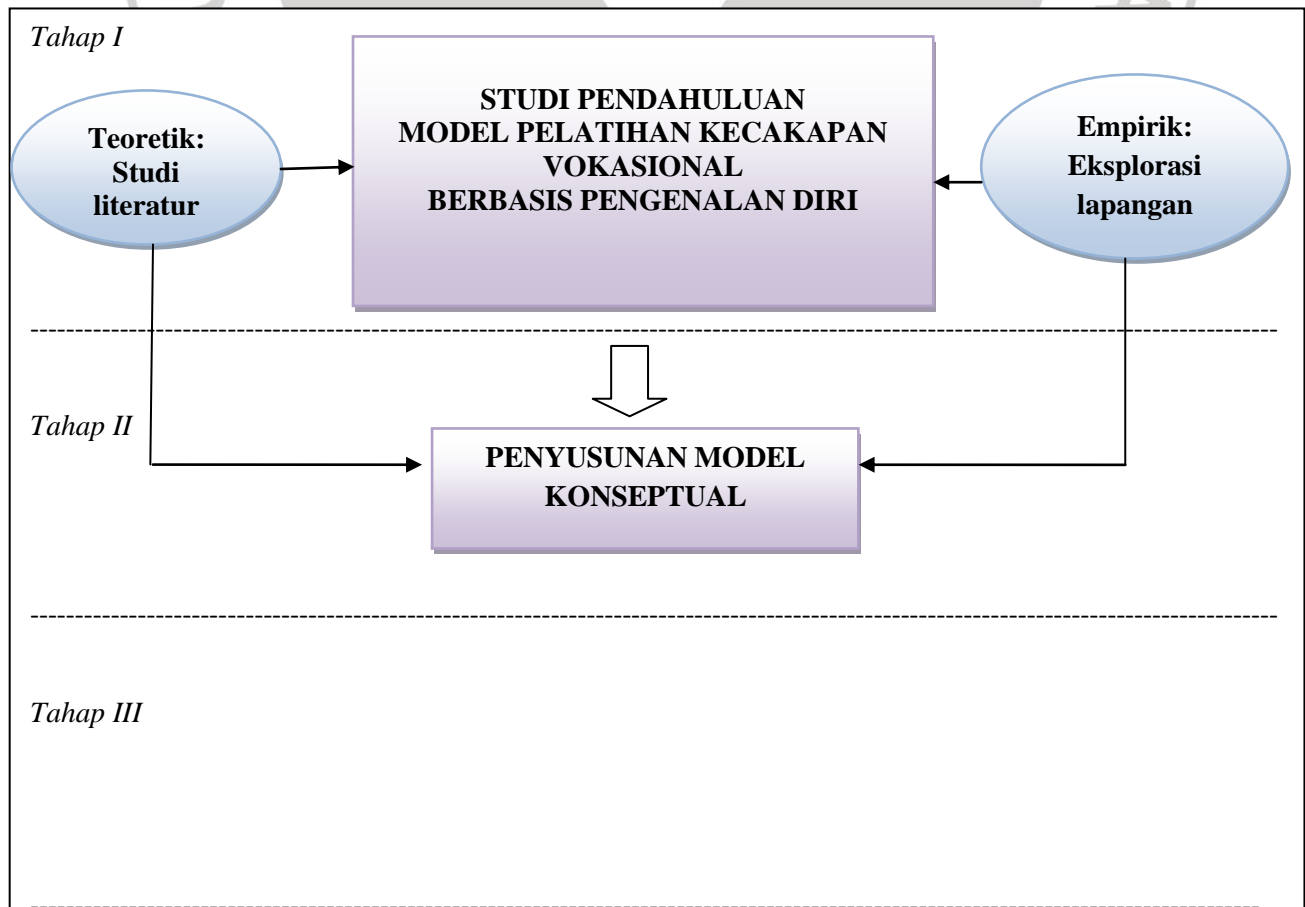 Tahap I
STUDI PENDAHULUAN
MODEL PELATIHAN KECAKAPAN
VOKASIONAL
BERBASIS PENGENALAN DIRI
Teoretik:
Studi
literatur
Empirik:
Eksplorasi
lapangan
Tahap II
PENYUSUNAN MODEL
KONSEPTUAL
Tahap III